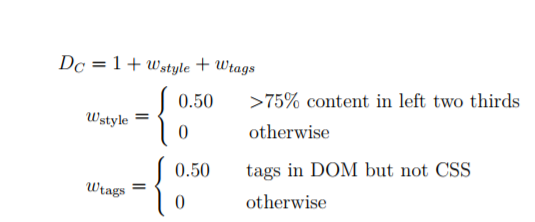 D_C = 1 + w_style + w_tags
w_style = { 0.50 >75% content in left two thirds
0 otherwise
w_tags = { 0.50 tags in DOM but not CSS
0 otherwise